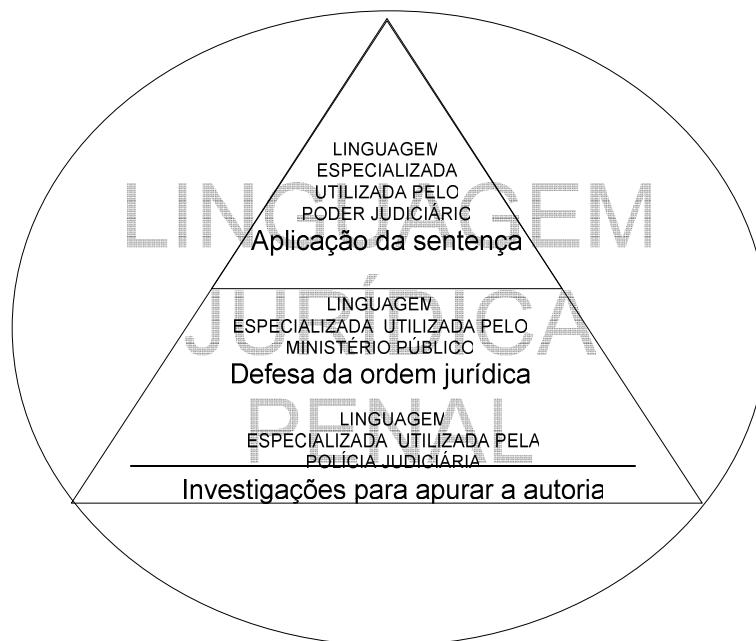 LINGUAGEM
ESPECIALIZADA
UTILIZADA PELO
PODER JUDICIÁRIO
Aplicação da sentença
LINGUAGEM
ESPECIALIZADA UTILIZADA PELO
MINISTÉRIO PÚBLICO
Defesa da ordem jurídica
LINGUAGEM
ESPECIALIZADA UTILIZADA PELA
POLÍCIA JUDICIÁRIA
Investigações para apurar a autoria
LINGUAGEM
JURÍDICA
PENAL